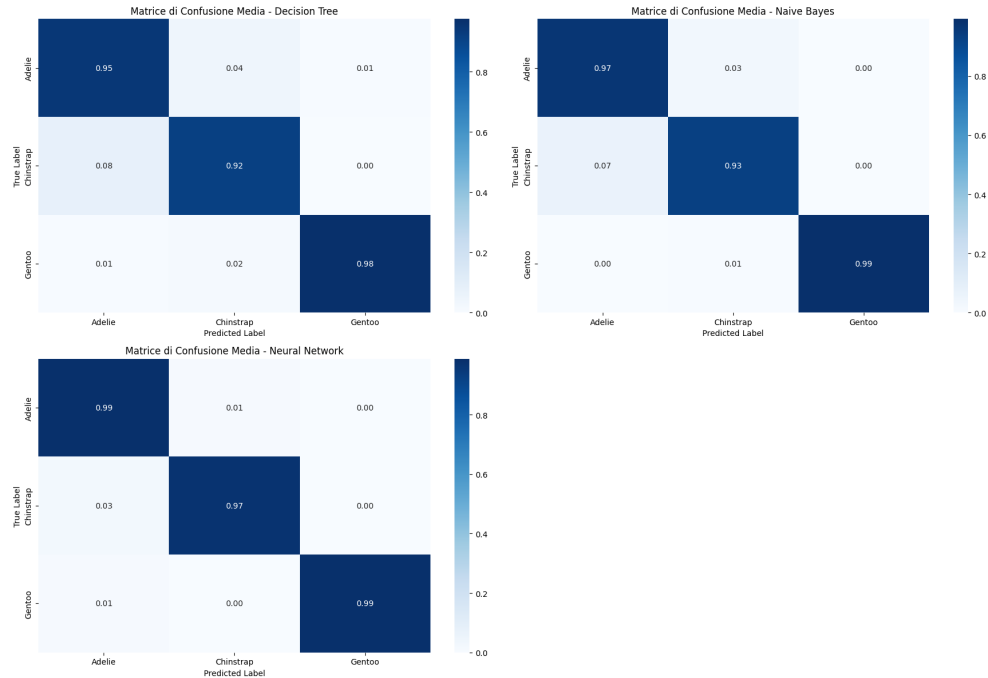 Matrice di Confusione Media - Decision Tree
Adelie
0.95 0.04 0.01
True Label
Chinstrap
0.08 0.92 0.00
Gentoo
0.01 0.02 0.98
Adelie Chinstrap Gentoo
Predicted Label
0.8
0.6
0.4
0.2
0.0
Matrice di Confusione Media - Naive Bayes
Adelie
0.97 0.03 0.00
True Label
Chinstrap
0.07 0.93 0.00
Gentoo
0.00 0.01 0.99
Adelie Chinstrap Gentoo
Predicted Label
0.8
0.6
0.4
0.2
0.0
Matrice di Confusione Media - Neural Network
Adelie
0.99 0.01 0.00
True Label
Chinstrap
0.03 0.97 0.00
Gentoo
0.01 0.00 0.99
Adelie Chinstrap Gentoo
Predicted Label
0.8
0.6
0.4
0.2
0.0